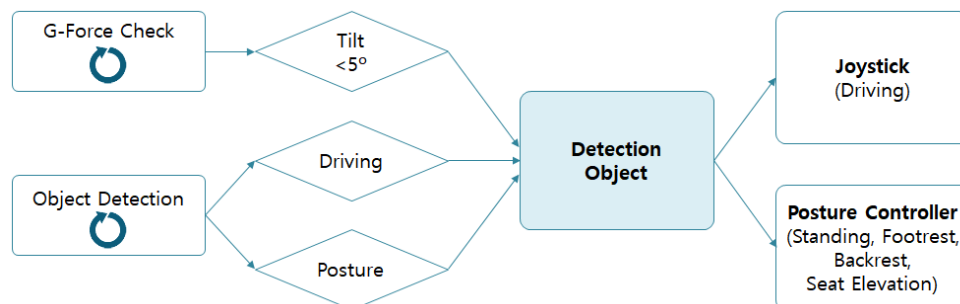 G-Force Check
Tilt
<5º
Joystick
(Driving)
Driving
Detection
Object
Object Detection
Posture
Posture Controller
(Standing, Footrest,
Backrest,
Seat Elevation)